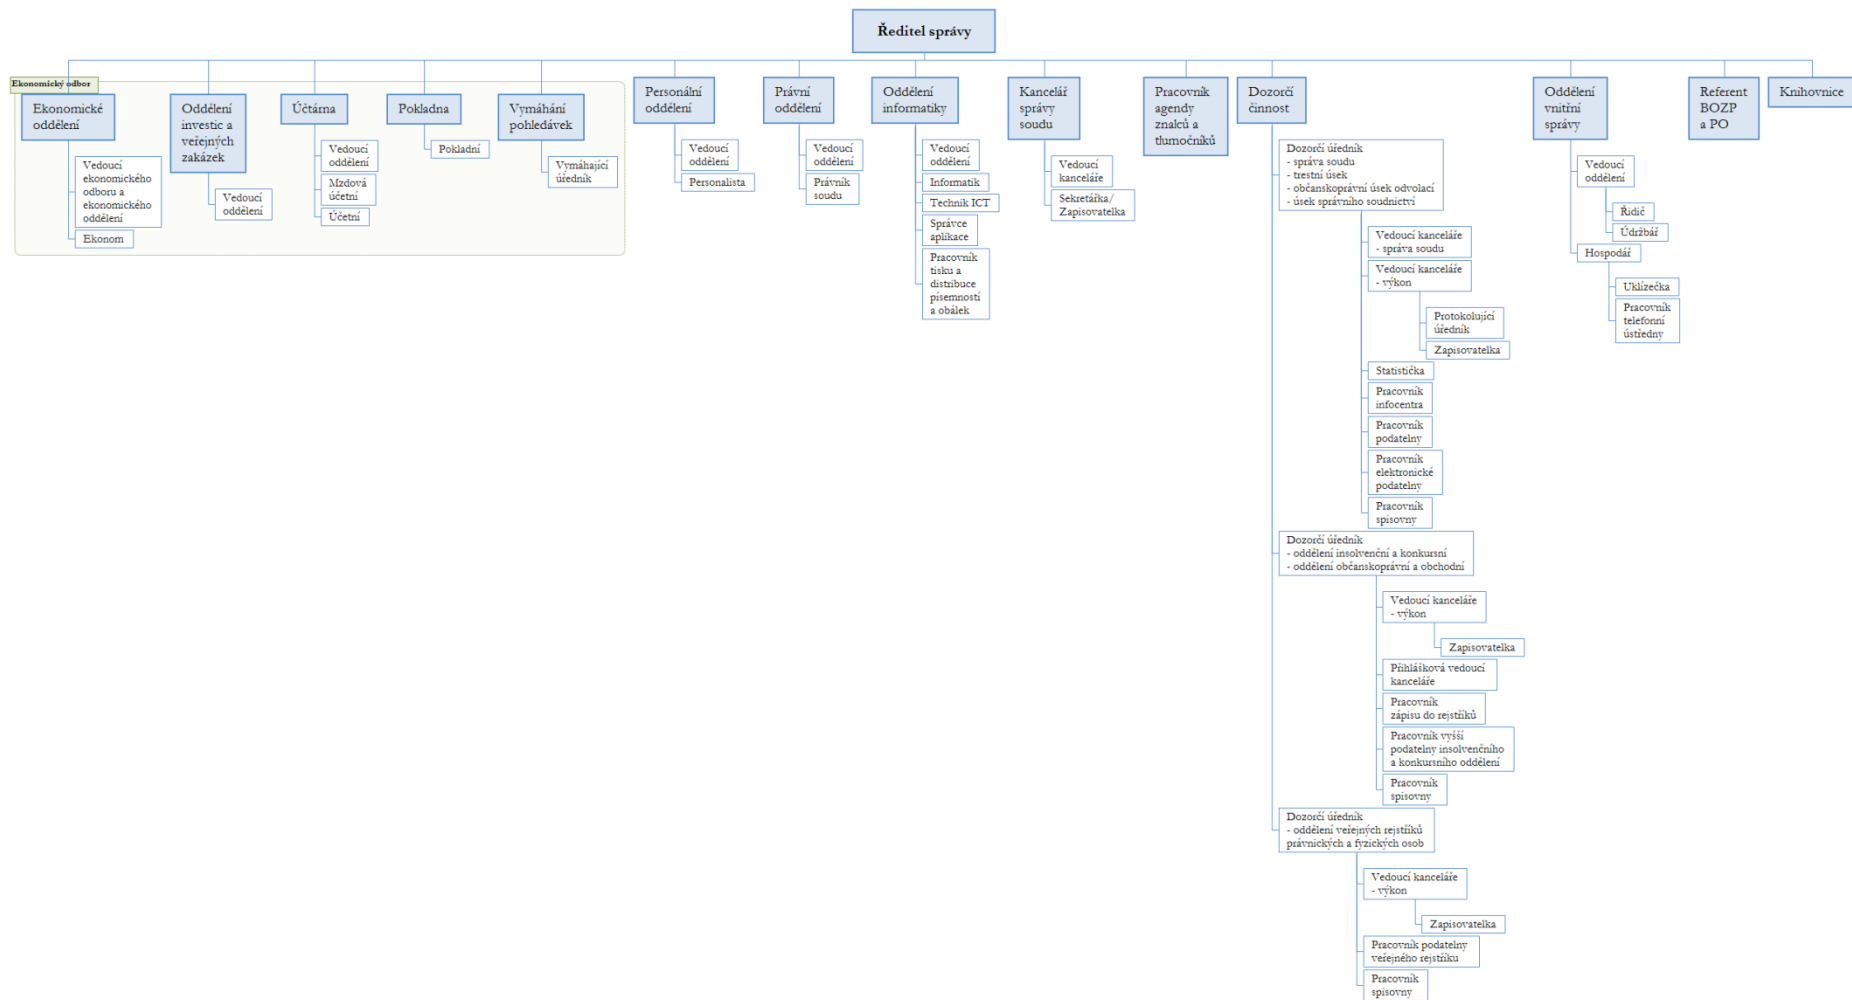 Ředitel správy
Ekonomický odbor
Ekonomické
oddělení
Vedoucí
ekonomického
odboru a
ekonomického
oddělení
Ekonom
Oddělení
investic a
veřejných
zakázek
Vedoucí
oddělení
Účtárna
Vedoucí
oddělení
Mzdová
účetní
Účetní
Pokladna
Pokladní
Vymáhání
pohledávek
Vymáhající
úředník
Personální
oddělení
Vedoucí
oddělení
Personalista
Právní
oddělení
Vedoucí
oddělení
Právník
soudu
Oddělení
informatiky
Vedoucí
oddělení
Informatik
Technik ICT
Správce
aplikace
Pracovník
tisku a
distribuce
písemností
a obálek
Kancelář
správy
soudu
Vedoucí
kanceláře
Sekretářka/
Zapisovatelka
Pracovník
agendy
znalců a
tlumočníků
Dozorčí
činnost
Dozorčí úředník
- správa soudu
- trestní úsek
- občanskoprávní úsek odvolací
- úsek správního soudnictví
Vedoucí kanceláře
- správa soudu
Vedoucí kanceláře
- výkon
Protokolující
úředník
Zapisovatelka
Statistička
Pracovník
infocentra
Pracovník
podatelny
Pracovník
elektronické
podatelny
Pracovník
spisovny
Dozorčí úředník
- oddělení insolvenční a konkursní
- oddělení občanskoprávní a obchodní
Vedoucí kanceláře
- výkon
Zapisovatelka
Přihlášková vedoucí
kanceláře
Pracovník
zápisu do rejstříků
Pracovník vyšší
podatelny insolvenčního
a konkursního oddělení
Pracovník
spisovny
Dozorčí úředník
- oddělení veřejných rejstříků
právnických a fyzických osob
Vedoucí kanceláře
- výkon
Zapisovatelka
Pracovník podatelny
veřejného rejstříku
Pracovník
spisovny
Oddělení
vnitřní
správy
Vedoucí
oddělení
Řidič
Údržbář
Hospodář
Uklízečka
Pracovník
telefonní
ústředny
Referent
BOZP
a PO
Knihovnice